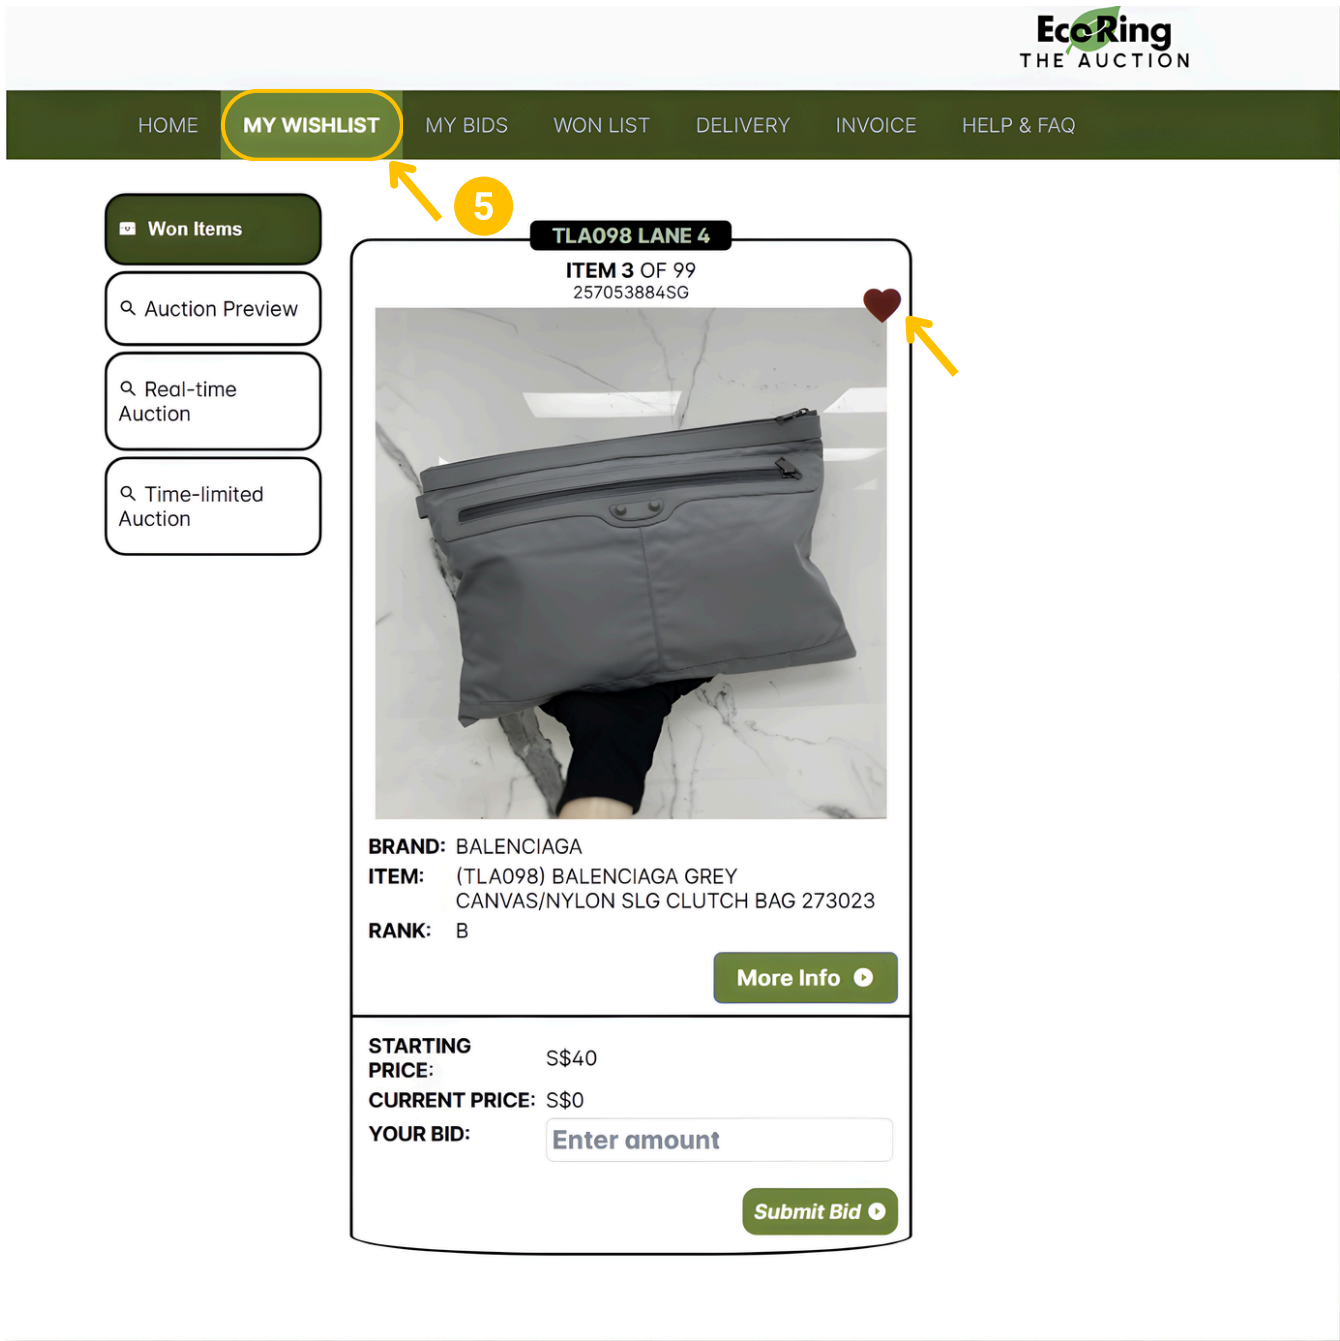 EcoRing
THE AUCTION
HOME MY WISHLIST MY BIDS WON LIST DELIVERY INVOICE HELP & FAQ
5
Won Items
Auction Preview
Real-time
Auction
Time-limited
Auction
TLA098 LANE 4
ITEM 3 OF 99
257053884SG
BRAND: BALENCIAGA
ITEM: (TLA098) BALENCIAGA GREY
CANVAS/NYLON SLG CLUTCH BAG 273023
RANK: B
More Info
STARTING
PRICE: S$40
CURRENT PRICE: S$0
YOUR BID: Enter amount
Submit Bid